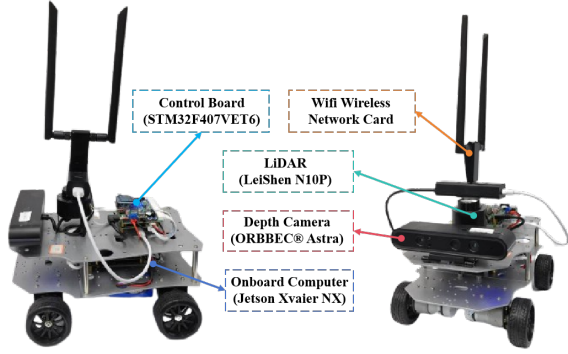 Control Board
(STM32F407VET6)
Wifi Wireless
Network Card
LiDAR
(LeiShen N10P)
Depth Camera
(ORBBEC® Astra)
Onboard Computer
(Jetson Xvaier NX)